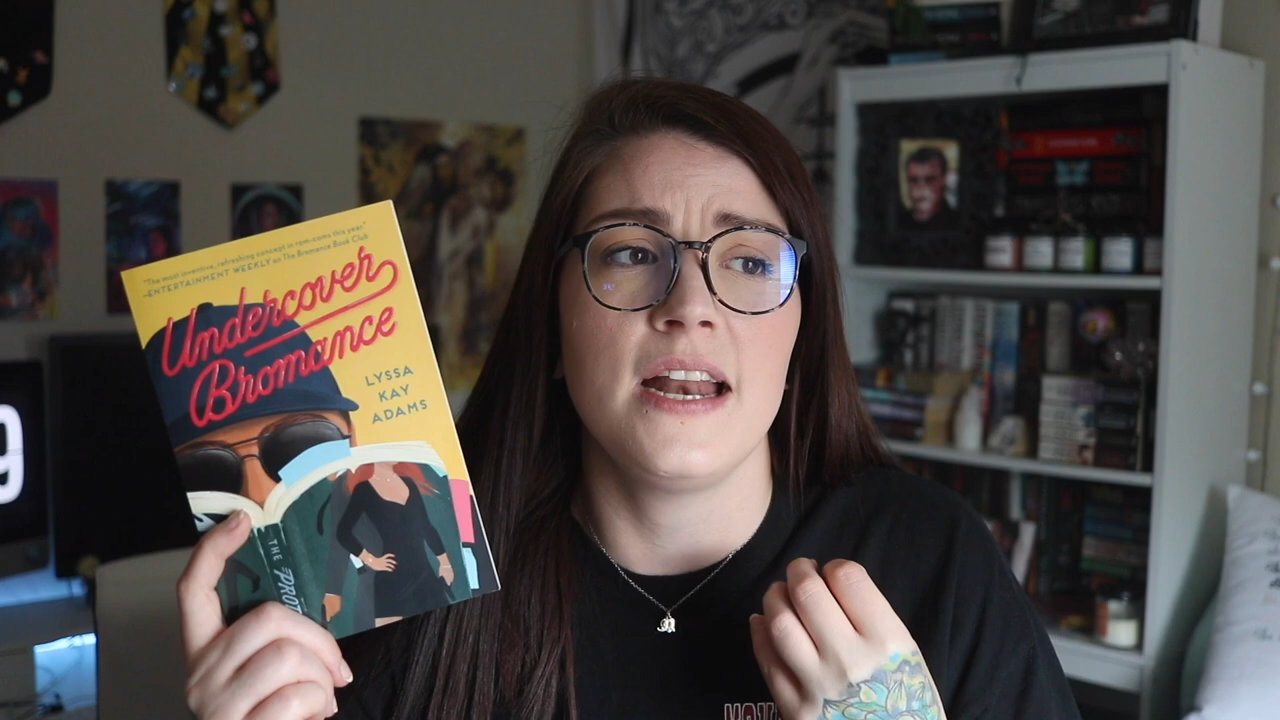 "The most inventive, refreshing concept in rom-coms this year."
—ENTERTAINMENT WEEKLY on The Bromance Book Club
Undercover
Bromance
LYSSA
KAY
ADAMS
THE
9